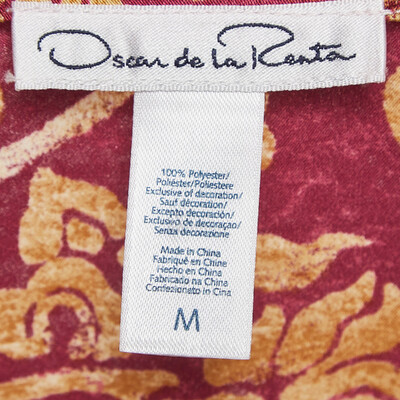 Oscar de la Renta
100% Polyester/
Poliéster/Poliestere
Exclusive of decoration/
Sauf décoration/
Excepto decoración/
Exclusivo de decoraçao/
Senza decorazione
Made in China
Fabriqué en Chine
Hecho en China
Fabricado na China
Confezionato in Cina
M